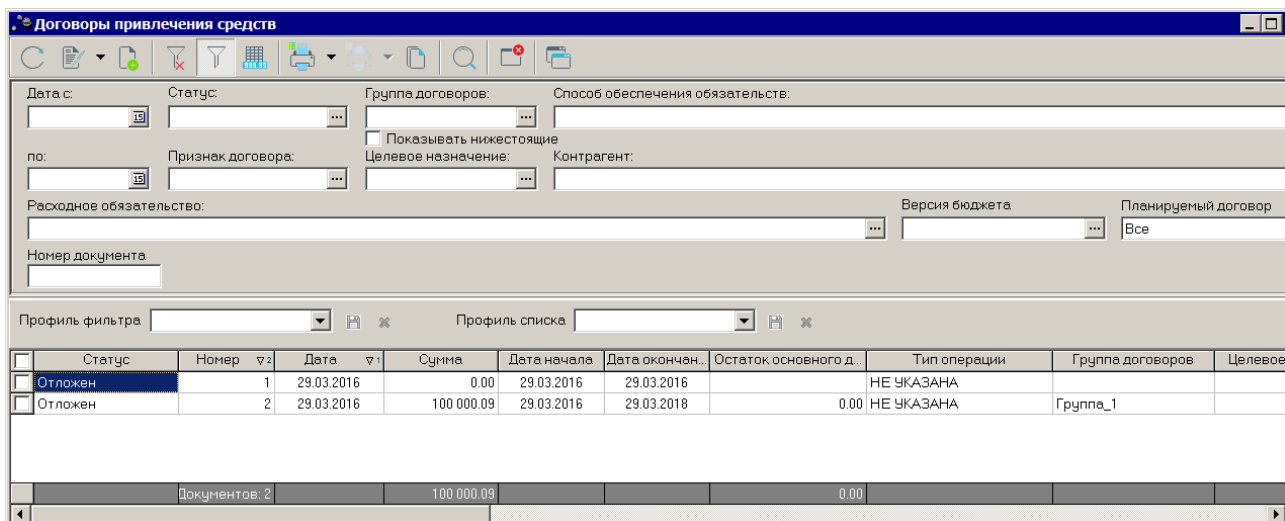 Договоры привлечения средств
Дата с: Статус: Группа договоров: Способ обеспечения обязательств:
15
Показывать нижестоящие
по: Признак договора: Целевое назначение: Контрагент:
15
Расходное обязательство: Версия бюджета Планируемый договор
Все
Номер документа
Профиль фильтра Профиль списка
Статус Номер 2 Дата 1 Сумма Дата начала Дата окончан... Остаток основного д... Тип операции Группа договоров Целевое
Отложен 1 29.03.2016 0.00 29.03.2016 29.03.2016 НЕ УКАЗАНА
Отложен 2 29.03.2016 100 000.09 29.03.2016 29.03.2018 0.00 НЕ УКАЗАНА Группа_1
Документов: 2 100 000.09 0.00